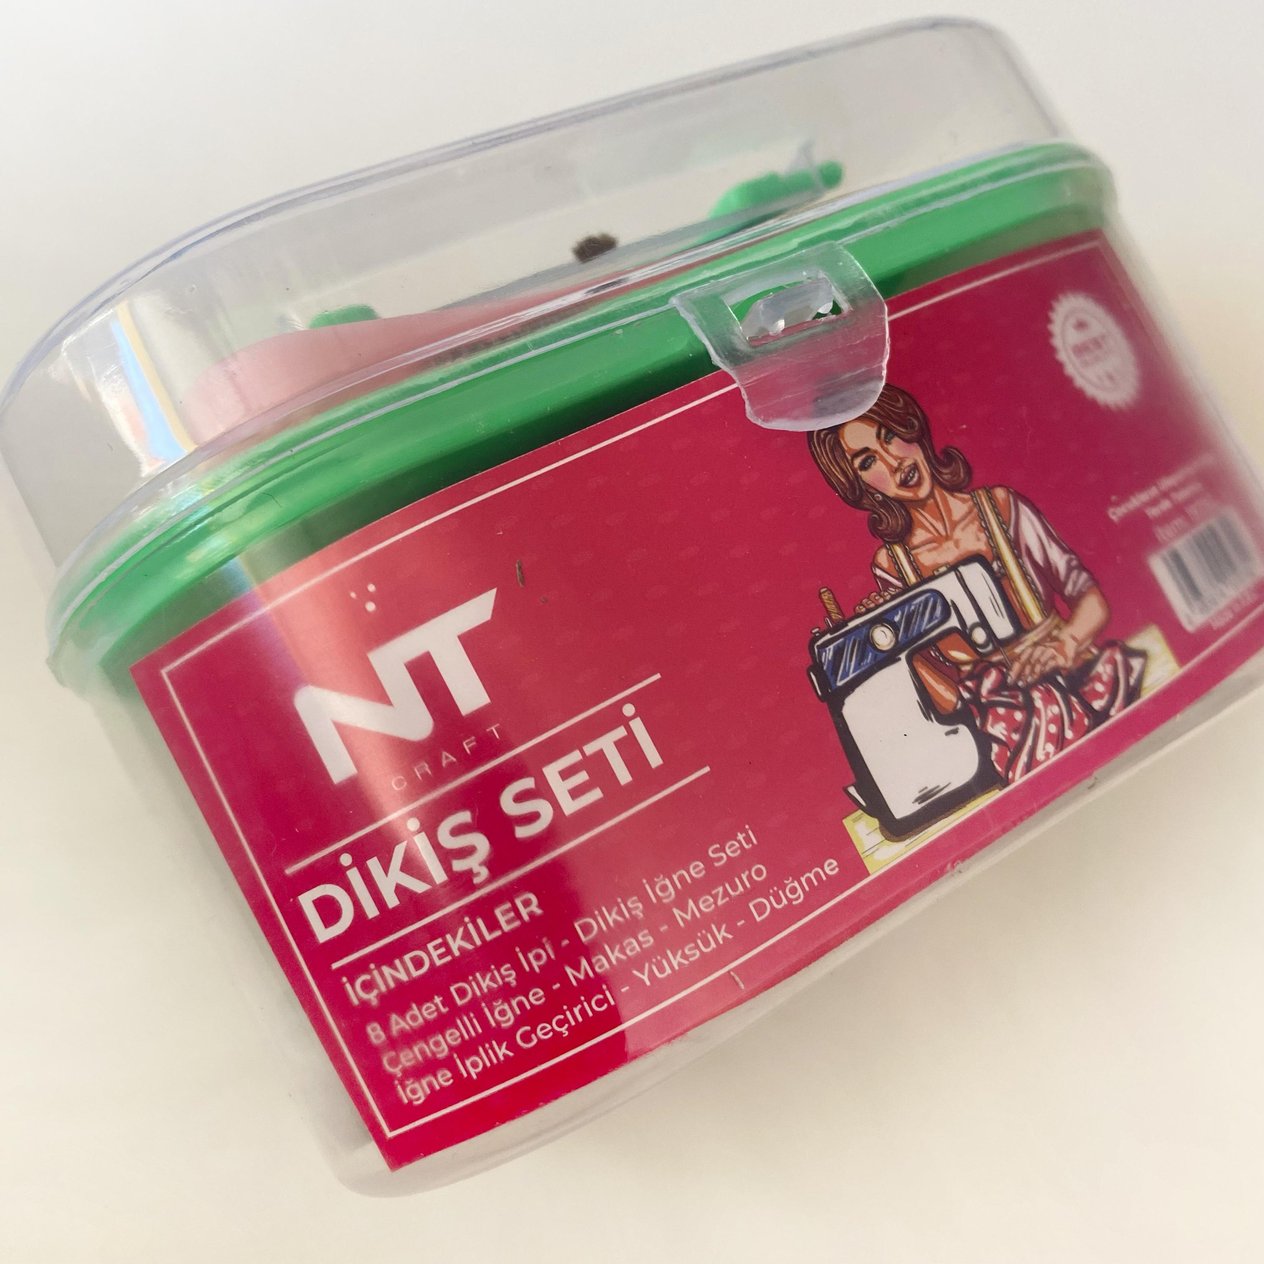 NT
CRAFT
DİKİŞ SETİ
İÇİNDEKİLER
8 Adet Dikiş İpi - Dikiş İğne Seti
Çengelli İğne - Makas - Mezuro
İğne İplik Geçirici - Yüksük - Düğme
BEST